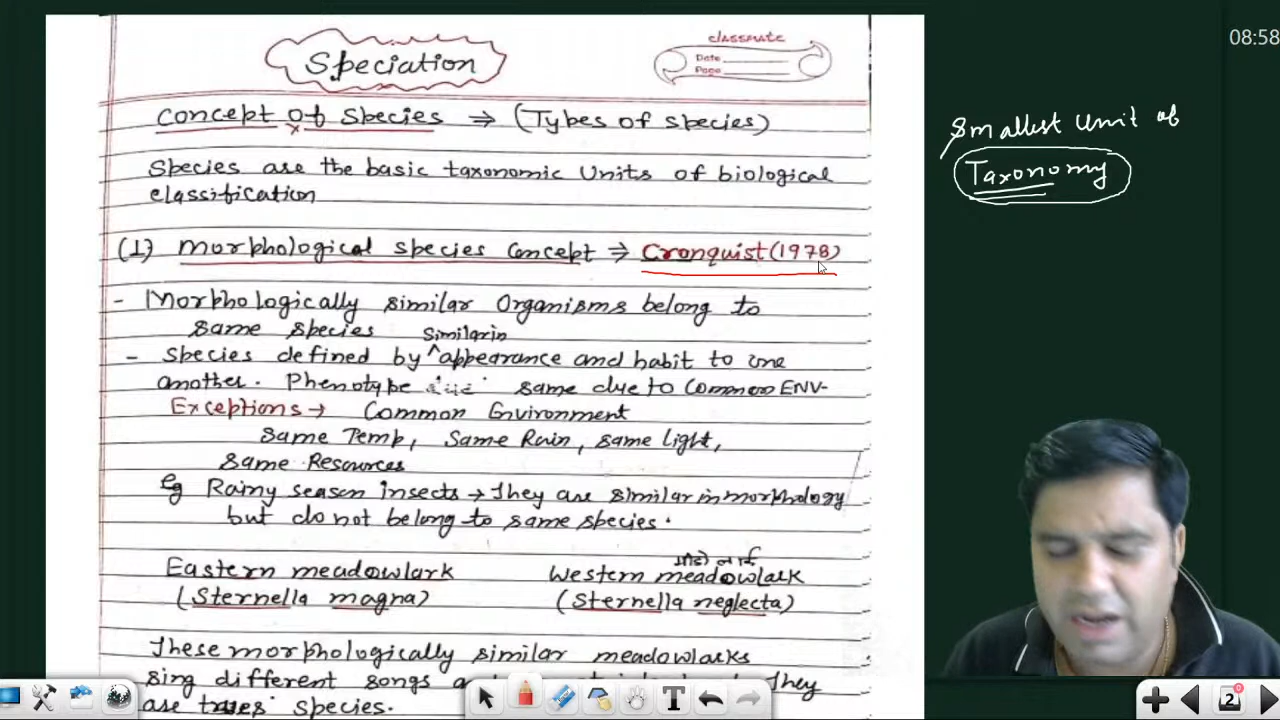 Speciation
classmate
Date
Page
08:58
Concept of Species ⇒ (Types of species)
Smallest Unit of
Taxonomy
Species are the basic taxonomic Units of biological
classification
(1) Morphological species concept ⇒ Cronquist (1978)
- Morphologically similar Organisms belong to
same species
similar in
- Species defined by ^ appearance and habit to one
another. Phenotype same due to common ENV-
Exceptions → Common Environment
Same Temp, Same Rain, same light,
same Resources
Eg Rainy season insects → They are similar in morphology
but do not belong to same species.
मीडो लार्क
Eastern meadowlark Western meadowlark
(Sternella magna) (Sternella neglecta)
These morphologically similar meadowlarks
sing different songs They
are species.
T
2